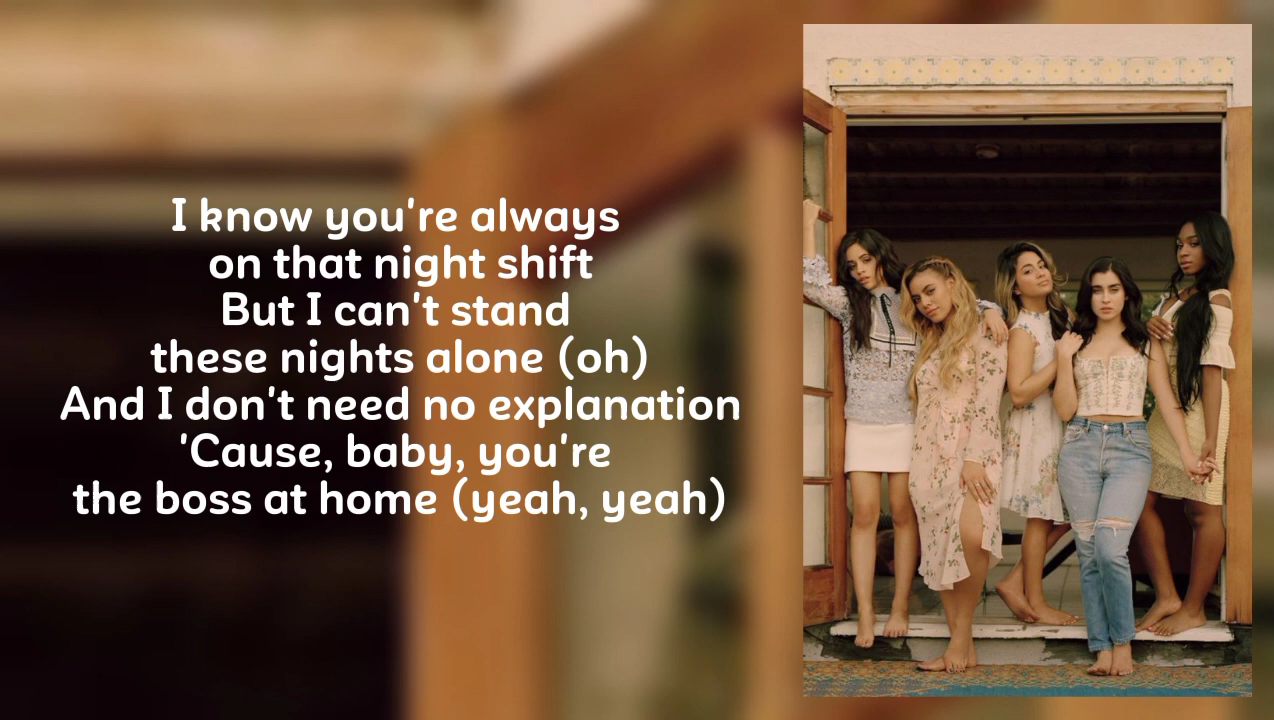 I know you're always
on that night shift
But I can't stand
these nights alone (oh)
And I don't need no explanation
'Cause, baby, you're
the boss at home (yeah, yeah)